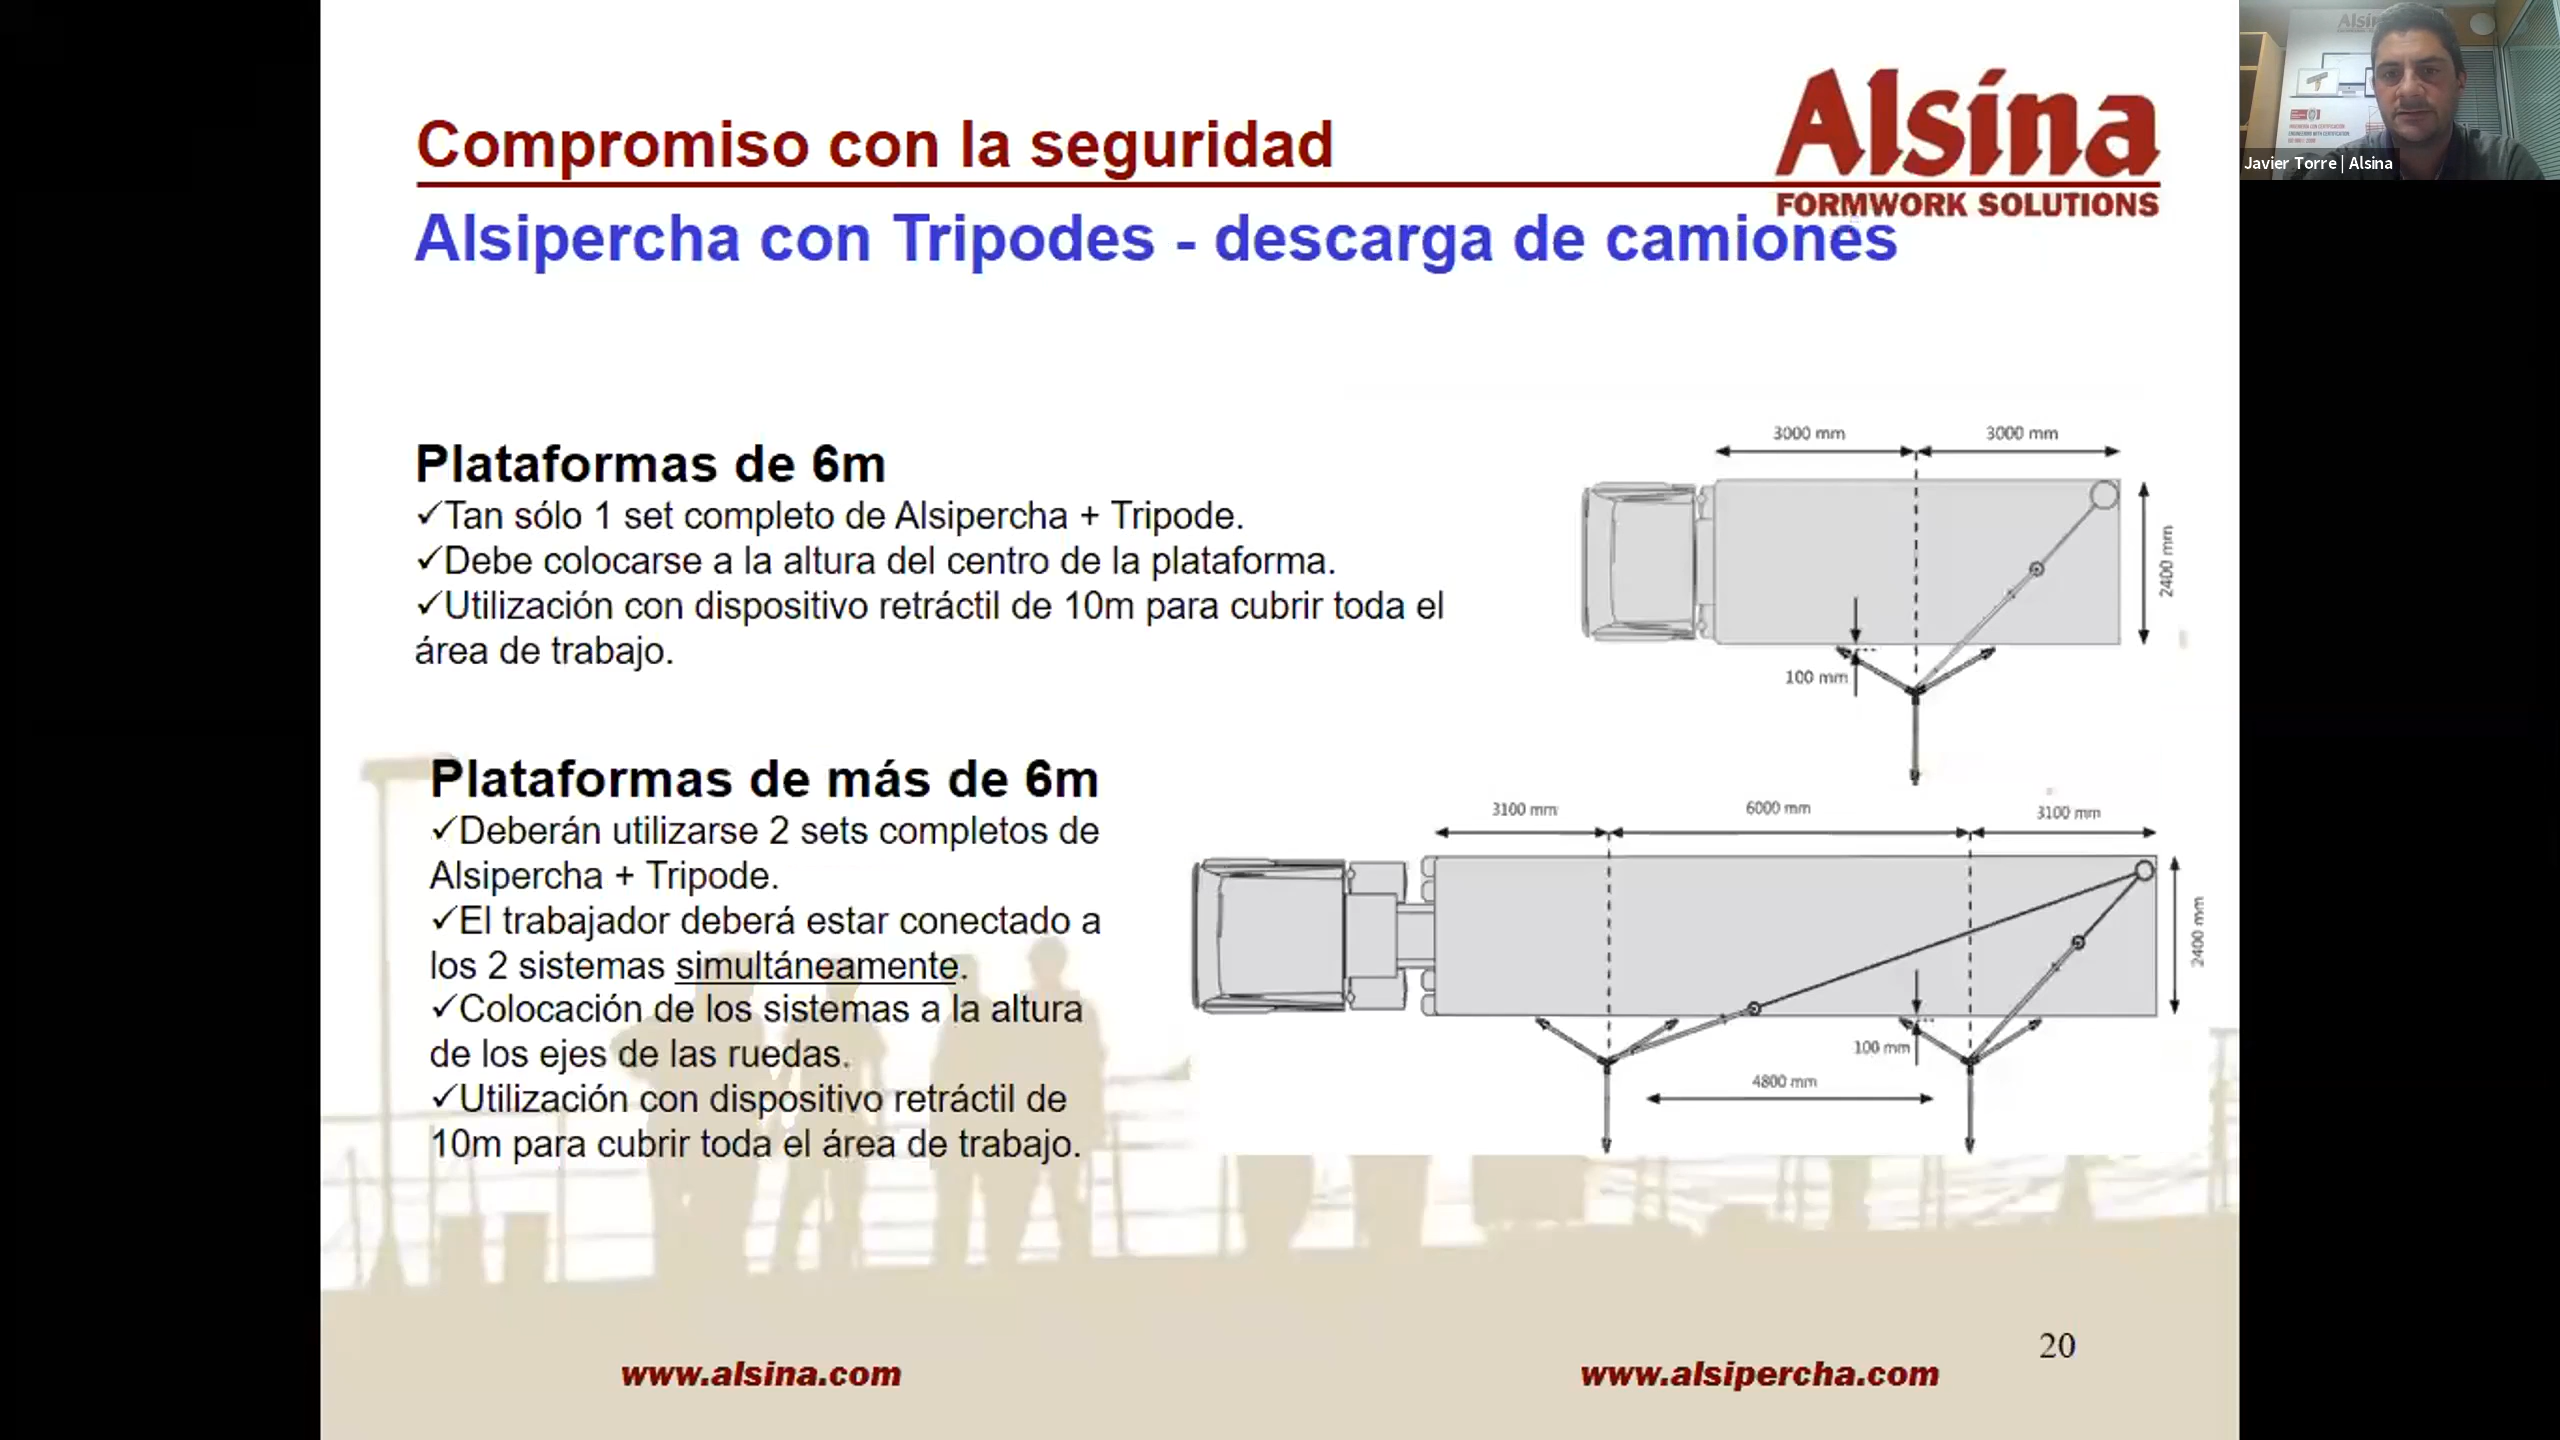 Alsína
FORMWORK SOLUTIONS
Javier Torre | Alsina
Compromiso con la seguridad
Alsipercha con Tripodes - descarga de camiones
Plataformas de 6m
✓Tan sólo 1 set completo de Alsipercha + Tripode.
✓Debe colocarse a la altura del centro de la plataforma.
✓Utilización con dispositivo retráctil de 10m para cubrir toda el
área de trabajo.
3000 mm
3000 mm
2400 mm
100 mm
Plataformas de más de 6m
✓Deberán utilizarse 2 sets completos de
Alsipercha + Tripode.
✓El trabajador deberá estar conectado a
los 2 sistemas simultáneamente.
✓Colocación de los sistemas a la altura
de los ejes de las ruedas.
✓Utilización con dispositivo retráctil de
10m para cubrir toda el área de trabajo.
3100 mm
6000 mm
3100 mm
2400 mm
100 mm
4800 mm
20
www.alsina.com
www.alsipercha.com